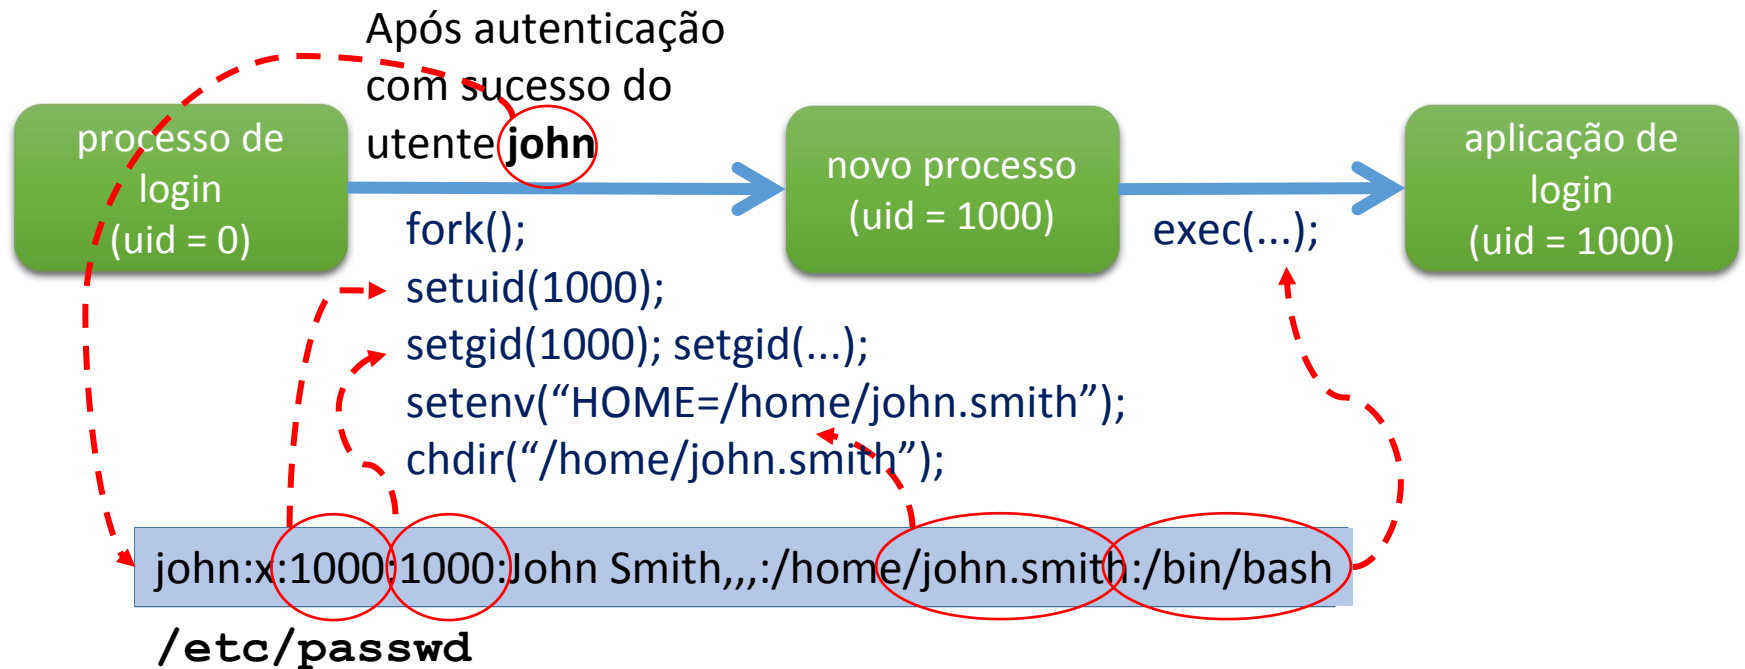 Após autenticação
com sucesso do
utente john
processo de
login
(uid = 0)
novo processo
(uid = 1000)
aplicação de
login
(uid = 1000)
fork();
exec(...);
setuid(1000);
setgid(1000); setgid(...);
setenv(“HOME=/home/john.smith”);
chdir(“/home/john.smith”);
john:x:1000:1000:John Smith,,,:/home/john.smith:/bin/bash
/etc/passwd